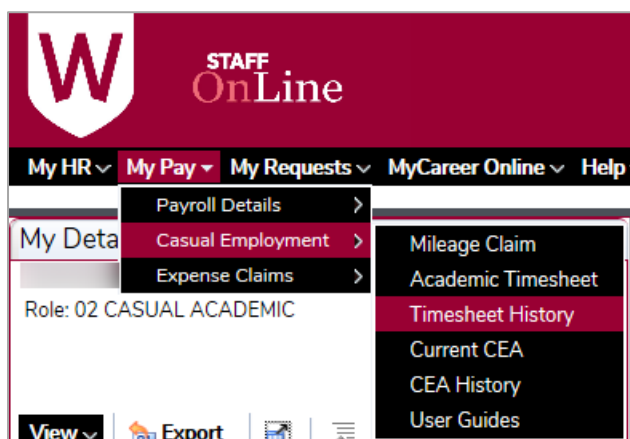 W
STAFF
OnLine
My HR My Pay My Requests MyCareer Online Help
Payroll Details
My Deta Casual Employment Mileage Claim
Expense Claims Academic Timesheet
Role: 02 CASUAL ACADEMIC Timesheet History
Current CEA
CEA History
View Export User Guides